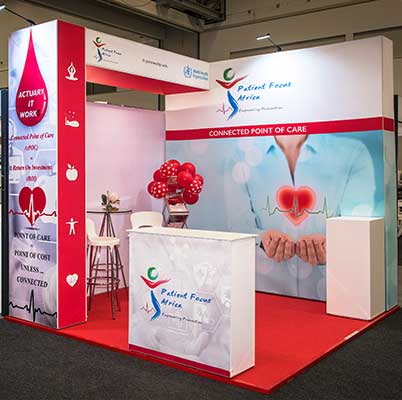 ACTUARY
IT
WORK
Connected Point of Care
(cPOC)
=
Return On Investment
(ROI)
POINT OF CARE
=
POINT OF COST
UNLESS ...
CONNECTED
Patient Focus
Africa
In partnership with
World Health
Organization
Patient Focus
Africa
Empowering Prevention
CONNECTED POINT OF CARE
Patient Focus
Africa
Empowering Prevention